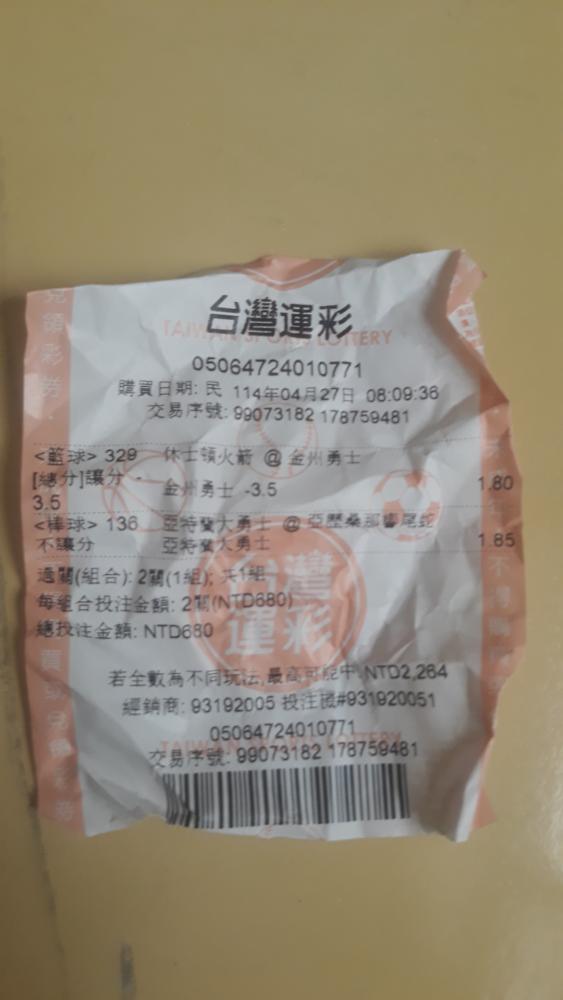 台灣運彩
TAIWAN SPORTS LOTTERY
05064724010771
購買日期: 民 114年04月27日 08:09:36
交易序號: 99073182 178759481
<籃球> 329 休士頓火箭 @ 金州勇士
[總分]讓分 - 金州勇士 -3.5 1.80
3.5
<棒球> 136 亞特蘭大勇士 @ 亞歷桑那響尾蛇
不讓分 亞特蘭大勇士 1.85
過關(組合): 2關(1組); 共1組
每組合投注金額: 2關(NTD680)
總投注金額: NTD680
台灣
運彩
若全數為不同玩法,最高可能中 NTD2,264
經銷商: 93192005 投注機#931920051
05064724010771
交易序號: 99073182 178759481